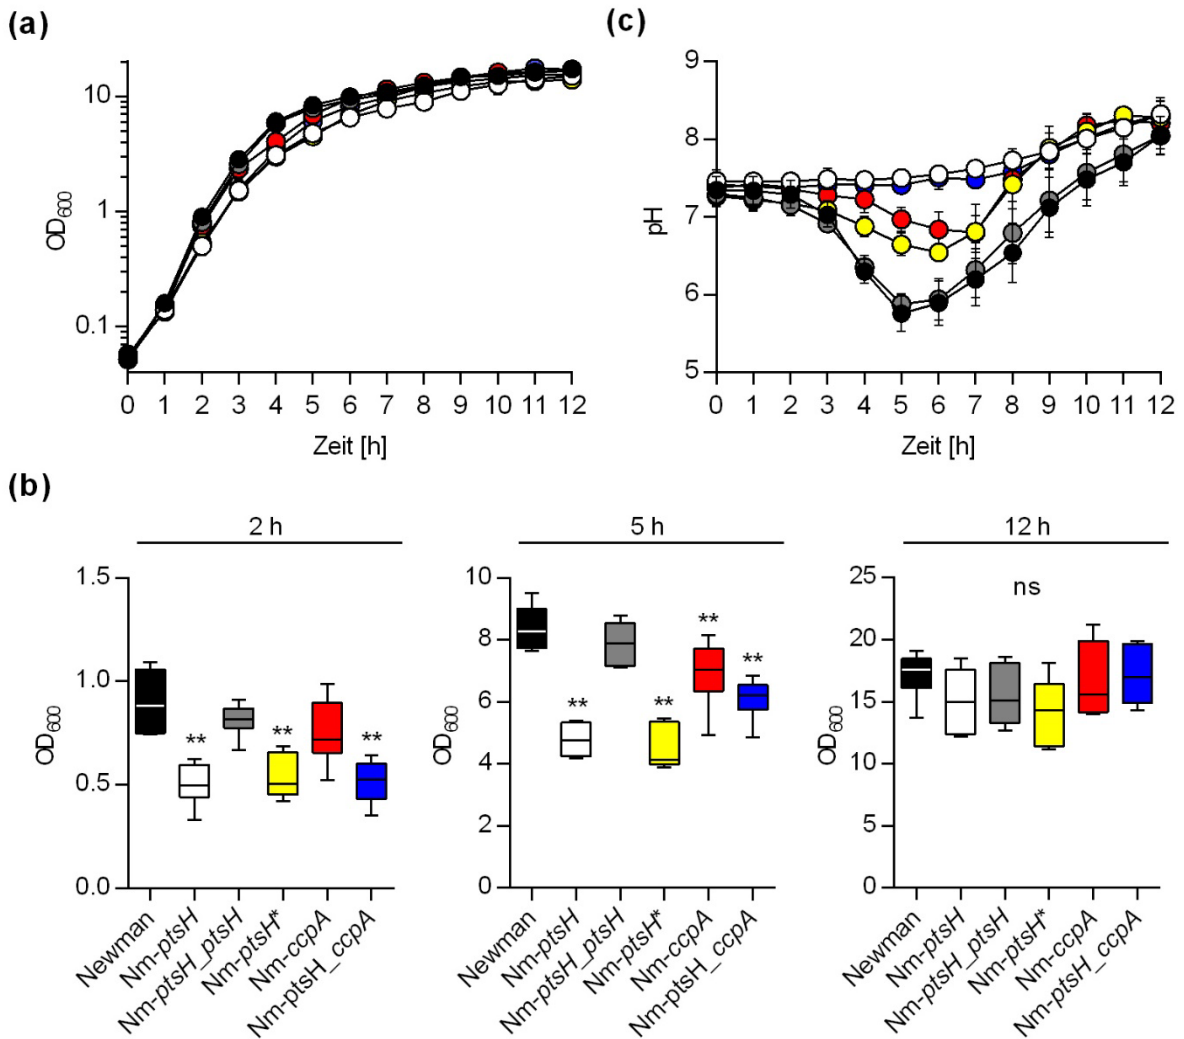 (a)
10
1
0.1
OD600
0 1 2 3 4 5 6 7 8 9 10 11 12
Zeit [h]
(c)
9
8
7
6
5
pH
0 1 2 3 4 5 6 7 8 9 10 11 12
Zeit [h]
(b)
2 h
1.5
1.0
0.5
0.0
OD600
** ** **
Newman
Nm-ptsH
Nm-ptsH_ptsH
Nm-ptsH*
Nm-ccpA
Nm-ptsH_ccpA
5 h
10
8
6
4
2
0
OD600
** ** ** **
Newman
Nm-ptsH
Nm-ptsH_ptsH
Nm-ptsH*
Nm-ccpA
Nm-ptsH_ccpA
12 h
25
20
15
10
5
0
OD600
ns
Newman
Nm-ptsH
Nm-ptsH_ptsH
Nm-ptsH*
Nm-ccpA
Nm-ptsH_ccpA